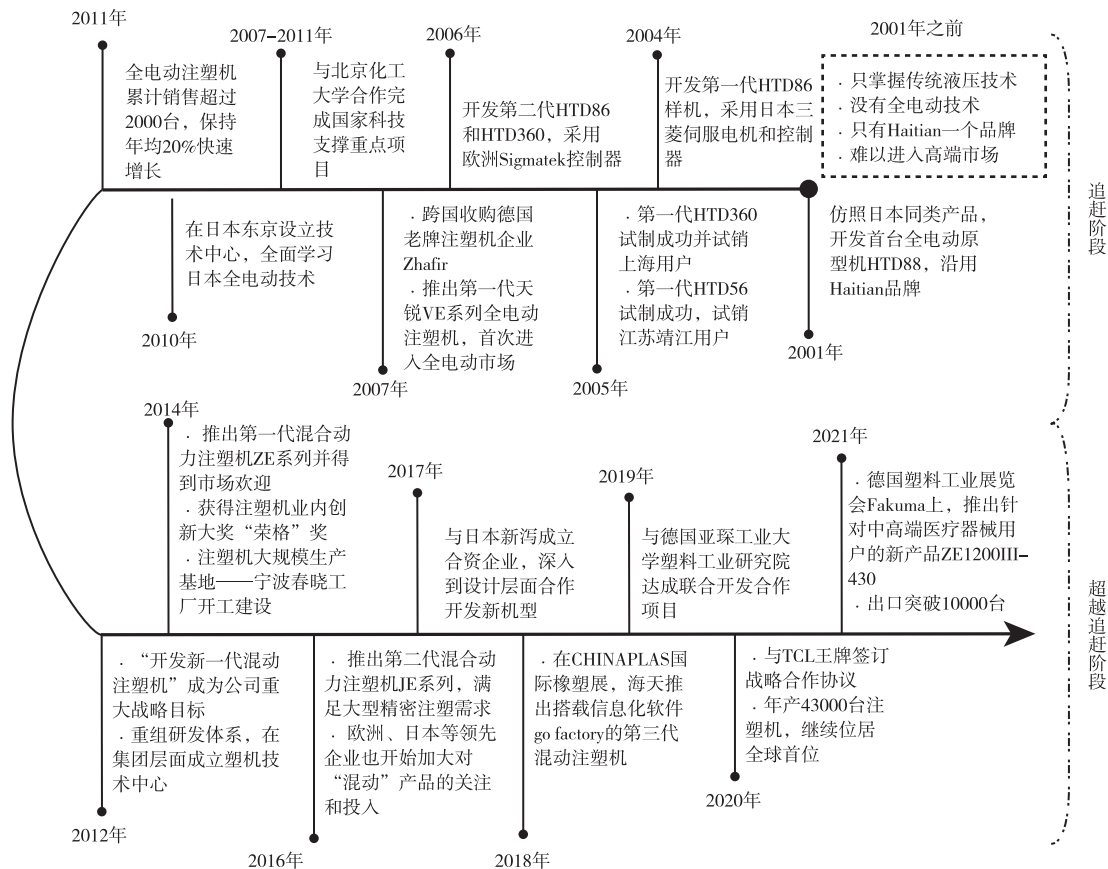 2011年
全电动注塑机
累计销售超过
2000台，保持
年均20%快速
增长
2007–2011年
与北京化工
大学合作完
成国家科技
支撑重点项
目
2006年
开发第二代HTD86
和HTD360，采用
欧洲Sigmatek控制器
2004年
开发第一代HTD86
样机，采用日本三
菱伺服电机和控制
器
2001年之前
. 只掌握传统液压技术
. 没有全电动技术
. 只有Haitian一个品牌
. 难以进入高端市场
追赶阶段
在日本东京设立技
术中心，全面学习
日本全电动技术
2010年
. 跨国收购德国
老牌注塑机企业
Zhafir
. 推出第一代天
锐VE系列全电动
注塑机，首次进
入全电动市场
2007年
. 第一代HTD360
试制成功并试销
上海用户
. 第一代HTD56
试制成功，试销
江苏靖江用户
2005年
仿照日本同类产品，
开发首台全电动原
型机HTD88，沿用
Haitian品牌
2001年
2014年
. 推出第一代混合动
力注塑机ZE系列并得
到市场欢迎
. 获得注塑机业内创
新大奖“荣格”奖
. 注塑机大规模生产
基地——宁波春晓工
厂开工建设
2017年
与日本新泻成立
合资企业，深入
到设计层面合作
开发新机型
2019年
与德国亚琛工业大
学塑料工业研究院
达成联合开发合作
项目
2021年
. 德国塑料工业展览
会Fakuma上，推出针
对中高端医疗器械用
户的新产品ZE1200III–
430
. 出口突破10000台
超越追赶阶段
. “开发新一代混动
注塑机”成为公司重
大战略目标
. 重组研发体系，在
集团层面成立塑机技
术中心
2012年
. 推出第二代混合动
力注塑机JE系列，满
足大型精密注塑需求
. 欧洲、日本等领先
企业也开始加大对
“混动”产品的关注
和投入
2016年
. 在CHINAPLAS国
际橡塑展，海天推
出搭载信息化软件
go factory的第三代
混动注塑机
2018年
. 与TCL王牌签订
战略合作协议
. 年产43000台注
塑机，继续位居
全球首位
2020年